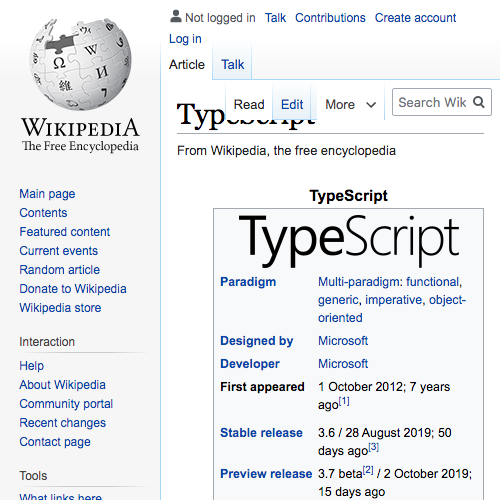 Not logged in Talk Contributions Create account
Log in
Article Talk
Read Edit More Search Wik
TypeScript
From Wikipedia, the free encyclopedia
WIKIPEDIA
The Free Encyclopedia
Main page
Contents
Featured content
Current events
Random article
Donate to Wikipedia
Wikipedia store
Interaction
Help
About Wikipedia
Community portal
Recent changes
Contact page
Tools
What links here
TypeScript
TypeScript
Paradigm Multi-paradigm: functional,
generic, imperative, object-
oriented
Designed by Microsoft
Developer Microsoft
First appeared 1 October 2012; 7 years
ago[1]
Stable release 3.6 / 28 August 2019; 50
days ago[3]
Preview release 3.7 beta[2] / 2 October 2019;
15 days ago